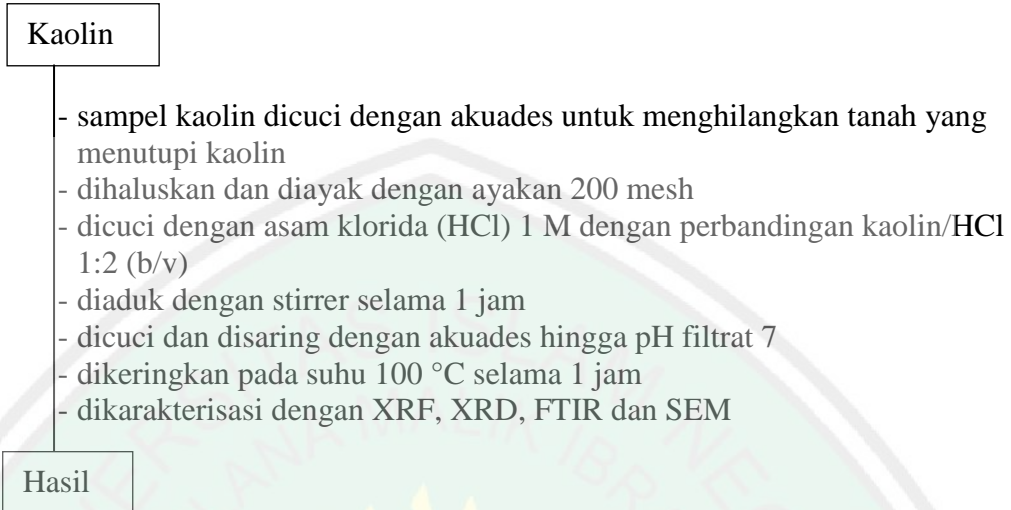 Kaolin
- sampel kaolin dicuci dengan akuades untuk menghilangkan tanah yang
menutupi kaolin
- dihaluskan dan diayak dengan ayakan 200 mesh
- dicuci dengan asam klorida (HCl) 1 M dengan perbandingan kaolin/HCl
1:2 (b/v)
- diaduk dengan stirrer selama 1 jam
- dicuci dan disaring dengan akuades hingga pH filtrat 7
- dikeringkan pada suhu 100 °C selama 1 jam
- dikarakterisasi dengan XRF, XRD, FTIR dan SEM
Hasil